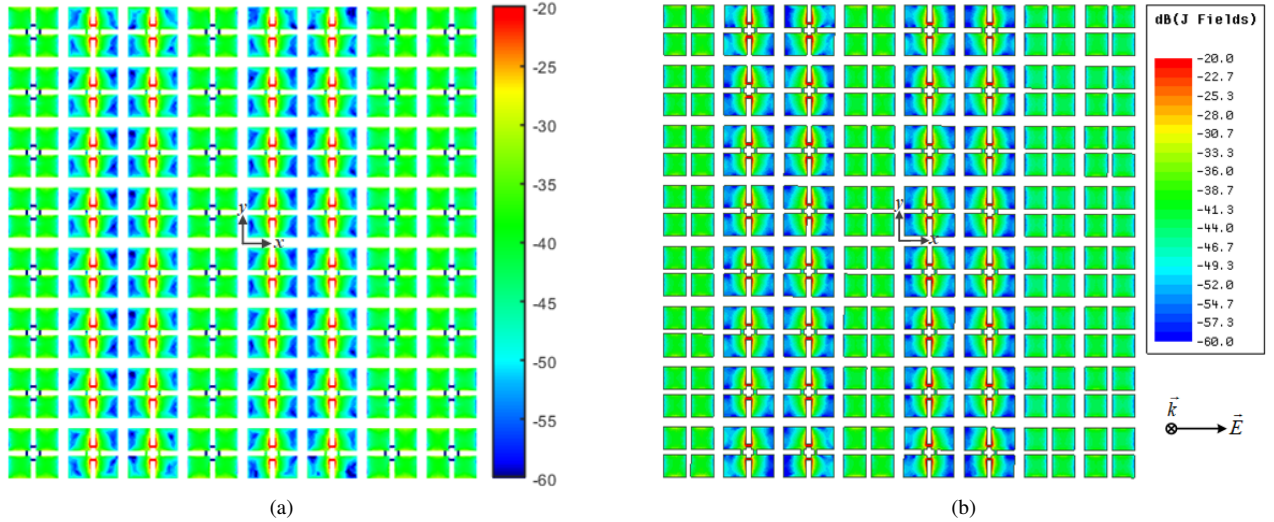 -20
-25
-30
-35
-40
-45
-50
-55
-60
y
x
(a)
y
x
dB(J Fields)
-20.0
-22.7
-25.3
-28.0
-30.7
-33.3
-36.0
-38.7
-41.3
-44.0
-46.7
-49.3
-52.0
-54.7
-57.3
-60.0
k⃗
E⃗
(b)